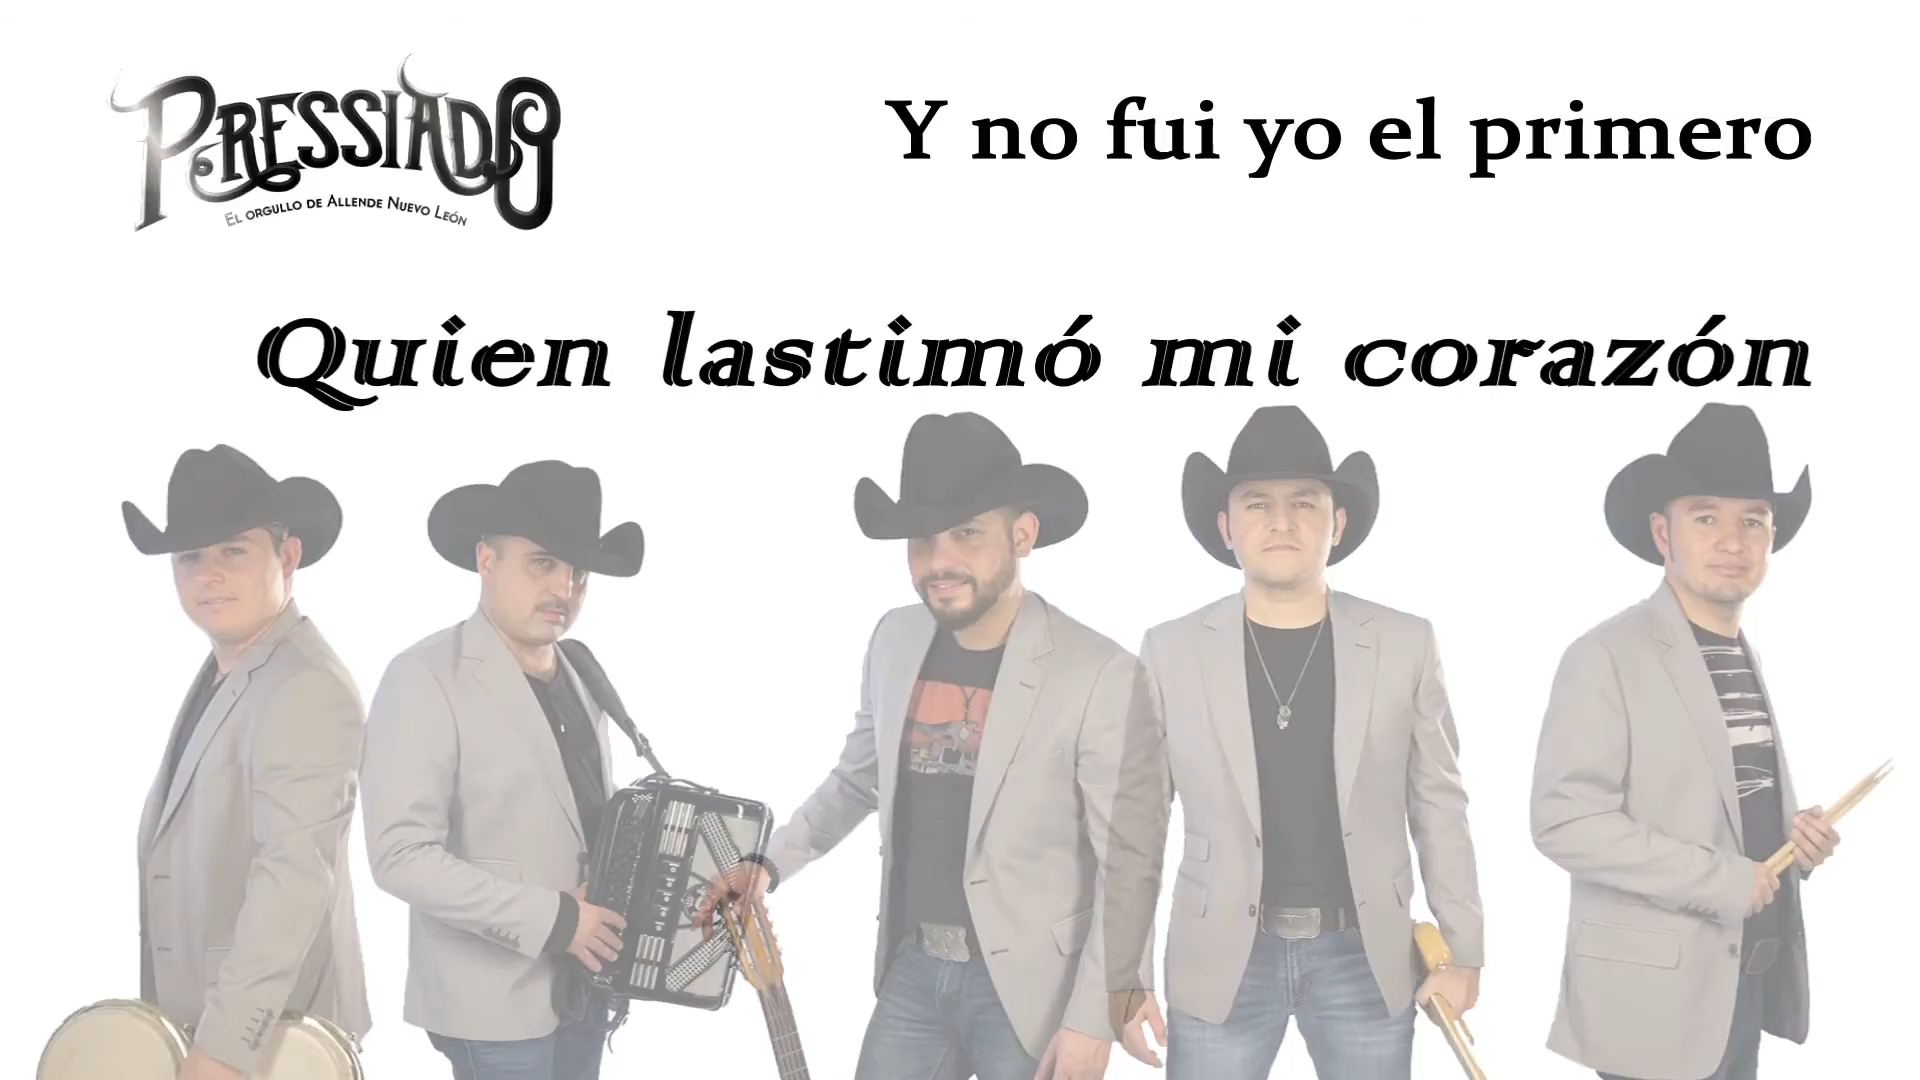 PRESSIADO
EL ORGULLO DE ALLENDE NUEVO LEÓN
Y no fui yo el primero
Quien lastimó mi corazón